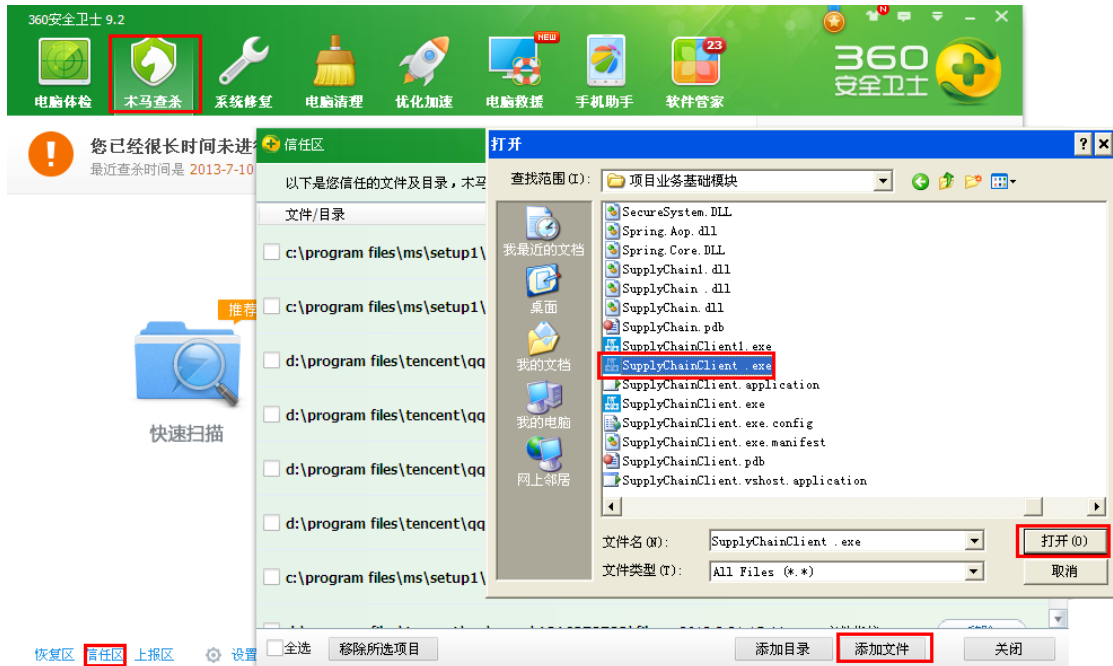 360安全卫士 9.2
N
电脑体检
木马查杀
系统修复
电脑清理
优化加速
NEW
电脑救援
手机助手
23
软件管家
360
安全卫士
您已经很长时间未进
最近查杀时间是 2013-7-10
推荐
快速扫描
恢复区 信任区 上报区 设置
信任区
以下是您信任的文件及目录，木
文件/目录
c:\program files\ms\setup1\
c:\program files\ms\setup1\
d:\program files\tencent\qq
d:\program files\tencent\qq
d:\program files\tencent\qq
d:\program files\tencent\qq
c:\program files\ms\setup1\
全选 移除所选项目 添加目录 添加文件 关闭
打开
查找范围(I): 项目业务基础模块
我最近的文档
桌面
我的文档
我的电脑
网上邻居
SecureSystem.DLL
Spring.Aop.dll
Spring.Core.DLL
SupplyChain1.dll
SupplyChain .dll
SupplyChain.dll
SupplyChain.pdb
SupplyChainClient1.exe
SupplyChainClient .exe
SupplyChainClient.application
SupplyChainClient.exe
SupplyChainClient.exe.config
SupplyChainClient.exe.manifest
SupplyChainClient.pdb
SupplyChainClient.vshost.application
文件名(N): SupplyChainClient .exe 打开(O)
文件类型(T): All Files (*.*) 取消